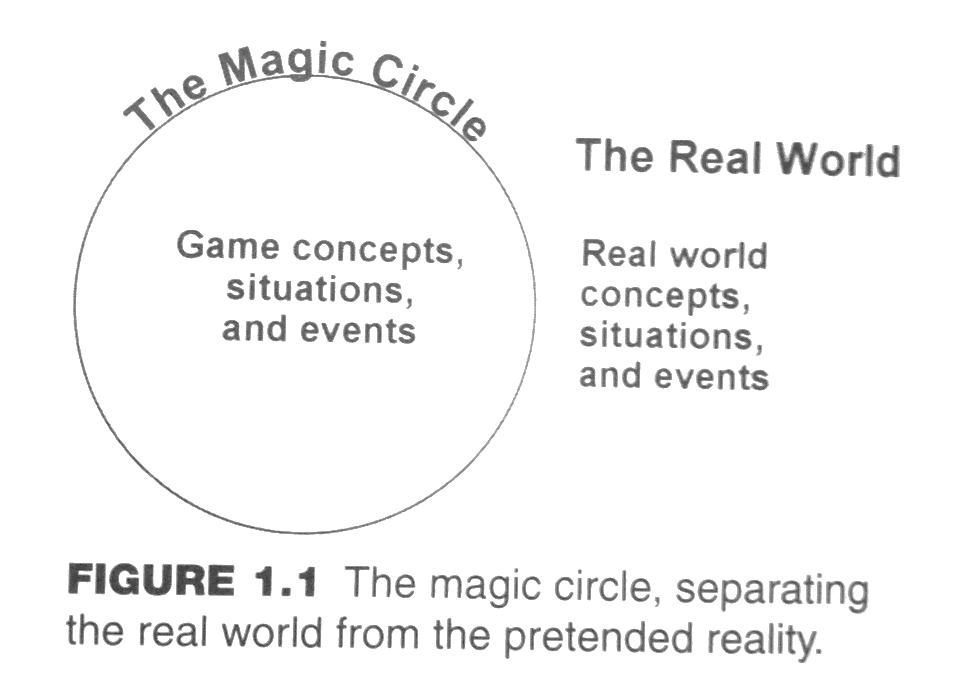 The Magic Circle
The Real World
Game concepts,
situations,
and events
Real world
concepts,
situations,
and events
FIGURE 1.1 The magic circle, separating
the real world from the pretended reality.